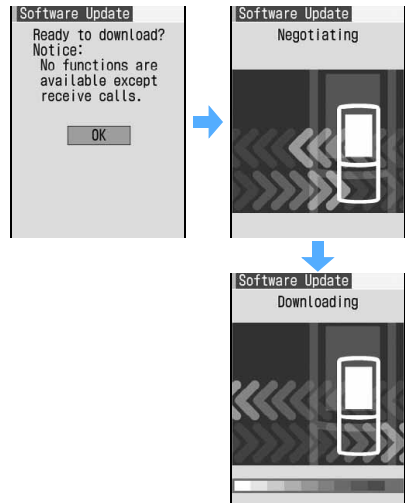 Software Update
Ready to download?
Notice:
No functions are
available except
receive calls.
OK
Software Update
Negotiating
Software Update
Downloading